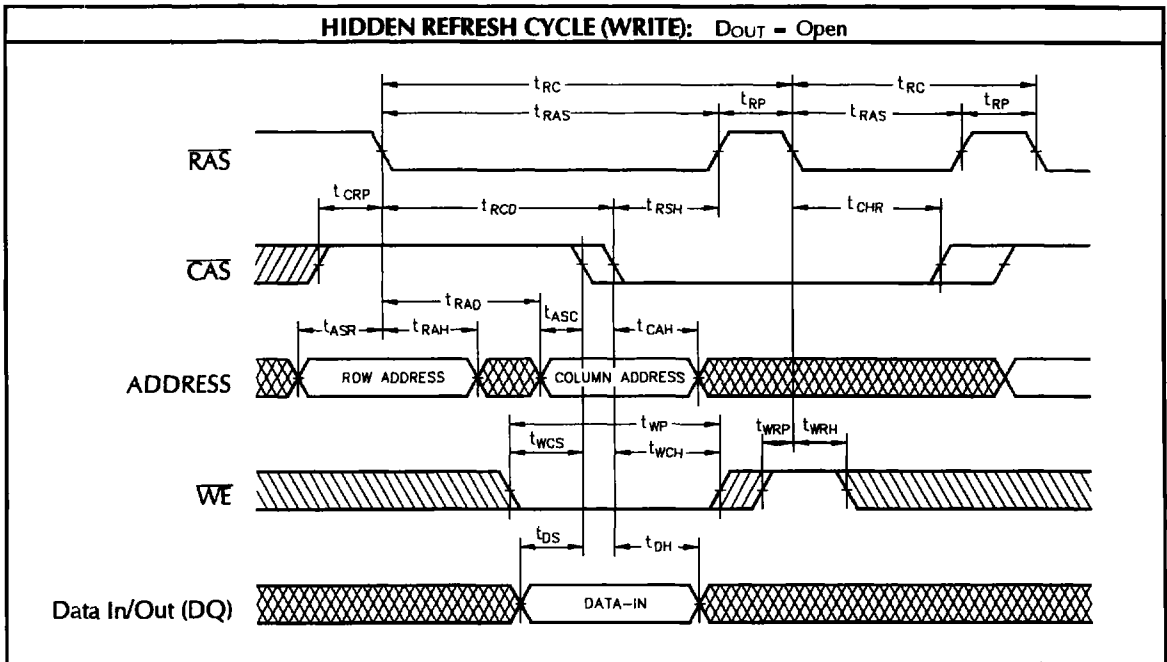 HIDDEN REFRESH CYCLE (WRITE): DOUT = Open
tRC tRC
tRAS tRP tRAS tRP
RAS
tCRP tRCD tRSH tCHR
CAS
tRAD
tASR tRAH tASC tCAH
ADDRESS ROW ADDRESS COLUMN ADDRESS
tWP tWRP tWRH
tWCS tWCH
WE
tDS tDH
Data In/Out (DQ) DATA-IN